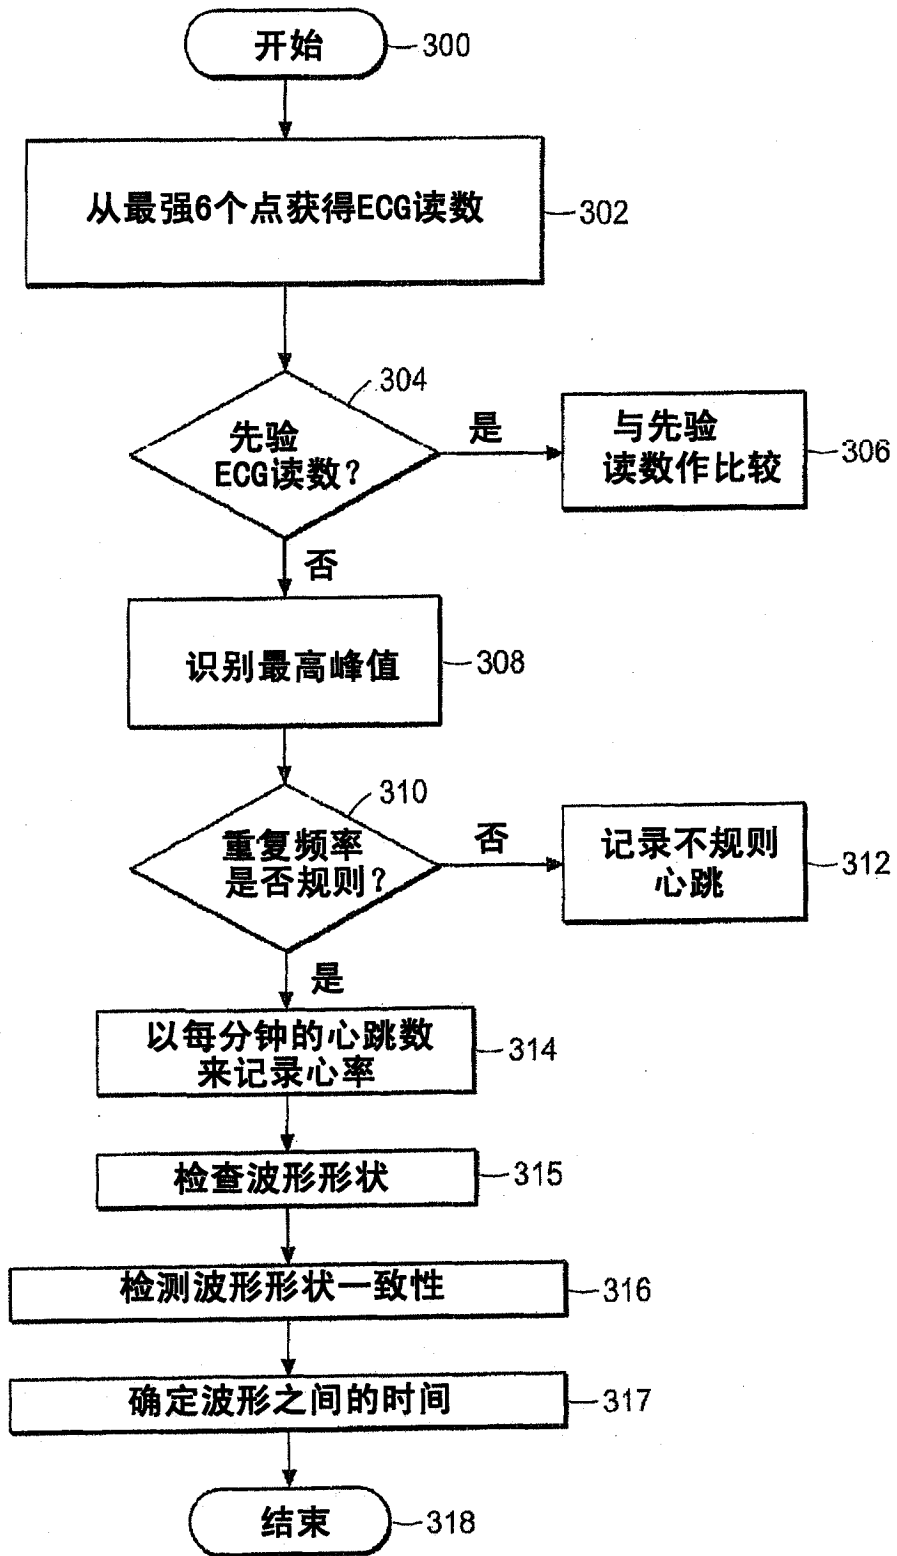 开始
300
从最强6个点获得ECG读数
302
304
先验
ECG读数？
是
与先验
读数作比较
306
否
识别最高峰值
308
310
重复频率
是否规则？
否
记录不规则
心跳
312
是
以每分钟的心跳数
来记录心率
314
检查波形形状
315
检测波形形状一致性
316
确定波形之间的时间
317
结束
318